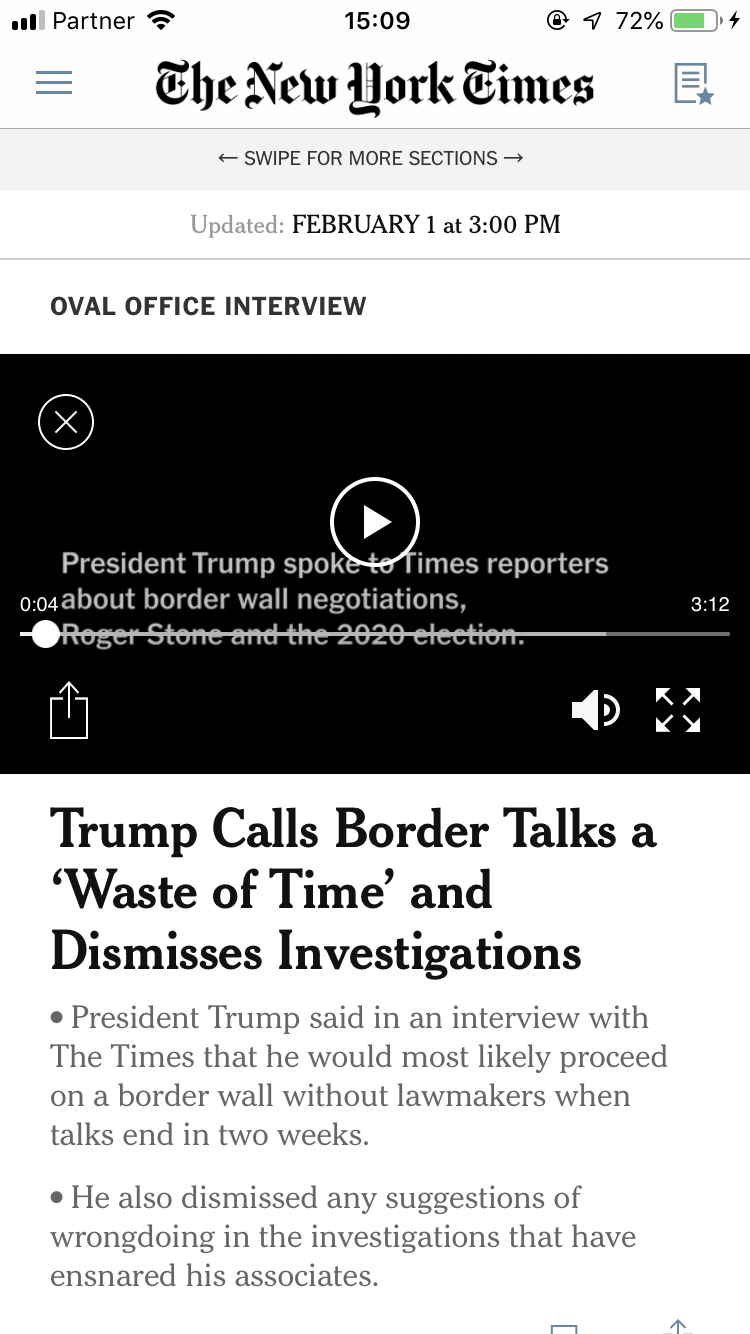 Partner 15:09 72%
The New York Times
← SWIPE FOR MORE SECTIONS →
Updated: FEBRUARY 1 at 3:00 PM
OVAL OFFICE INTERVIEW
President Trump spoke to Times reporters
about border wall negotiations,
0:04 3:12
Roger Stone and the 2020 election.
Trump Calls Border Talks a
‘Waste of Time’ and
Dismisses Investigations
• President Trump said in an interview with
The Times that he would most likely proceed
on a border wall without lawmakers when
talks end in two weeks.
• He also dismissed any suggestions of
wrongdoing in the investigations that have
ensnared his associates.